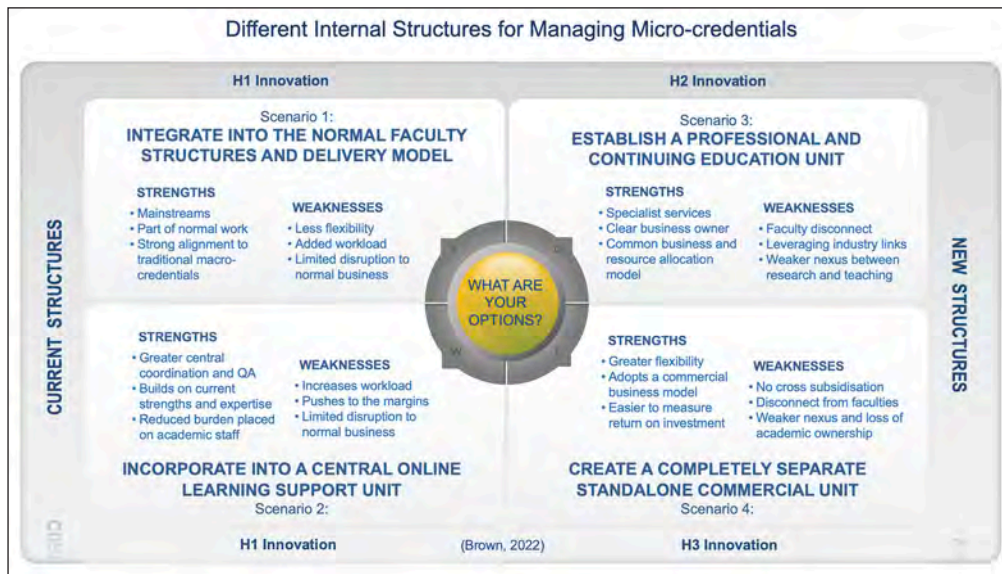 Different Internal Structures for Managing Micro-credentials
H1 Innovation
H2 Innovation
CURRENT STRUCTURES
NEW STRUCTURES
Scenario 1:
INTEGRATE INTO THE NORMAL FACULTY
STRUCTURES AND DELIVERY MODEL
STRENGTHS
• Mainstreams
• Part of normal work
• Strong alignment to
traditional macro-
credentials
WEAKNESSES
• Less flexibility
• Added workload
• Limited disruption to
normal business
Scenario 3:
ESTABLISH A PROFESSIONAL AND
CONTINUING EDUCATION UNIT
STRENGTHS
• Specialist services
• Clear business owner
• Common business and
resource allocation
model
WEAKNESSES
• Faculty disconnect
• Leveraging industry links
• Weaker nexus between
research and teaching
WHAT ARE
YOUR
OPTIONS?
STRENGTHS
• Greater central
coordination and QA
• Builds on current
strengths and expertise
• Reduced burden placed
on academic staff
WEAKNESSES
• Increases workload
• Pushes to the margins
• Limited disruption to
normal business
INCORPORATE INTO A CENTRAL ONLINE
LEARNING SUPPORT UNIT
Scenario 2:
STRENGTHS
• Greater flexibility
• Adopts a commercial
business model
• Easier to measure
return on investment
WEAKNESSES
• No cross subsidisation
• Disconnect from faculties
• Weaker nexus and loss of
academic ownership
CREATE A COMPLETELY SEPARATE
STANDALONE COMMERCIAL UNIT
Scenario 4:
H1 Innovation
(Brown, 2022)
H3 Innovation